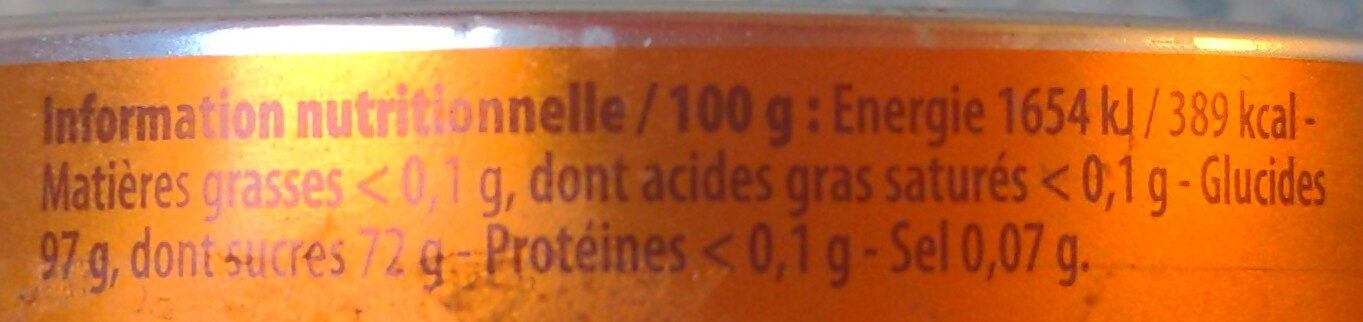 Information nutritionnelle / 100 g : Energie 1654 kJ / 389 kcal -
Matières grasses < 0,1 g, dont acides gras saturés < 0,1 g - Glucides
97 g, dont sucres 72 g - Protéines < 0,1 g - Sel 0,07 g.